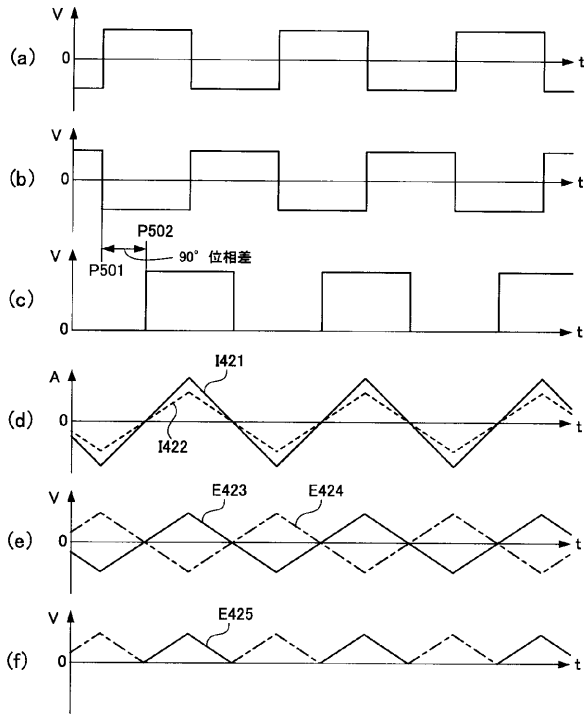 (a)
V
0
t
(b)
V
0
t
P501
P502
90° 位相差
(c)
V
0
t
(d)
A
0
I421
I422
t
(e)
V
0
E423
E424
t
(f)
V
0
E425
t